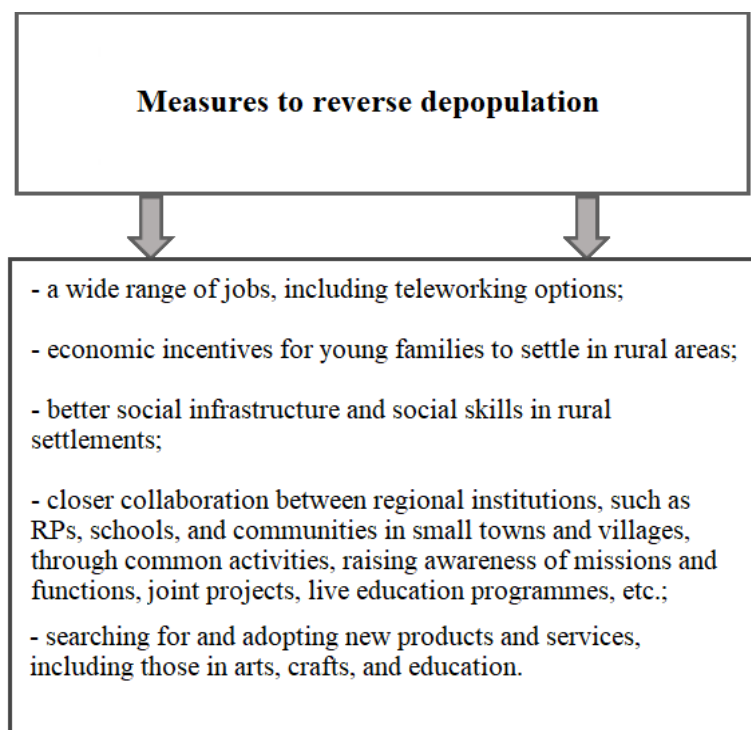 Measures to reverse depopulation
- a wide range of jobs, including teleworking options;
- economic incentives for young families to settle in rural areas;
- better social infrastructure and social skills in rural
settlements;
- closer collaboration between regional institutions, such as
RPs, schools, and communities in small towns and villages,
through common activities, raising awareness of missions and
functions, joint projects, live education programmes, etc.;
- searching for and adopting new products and services,
including those in arts, crafts, and education.